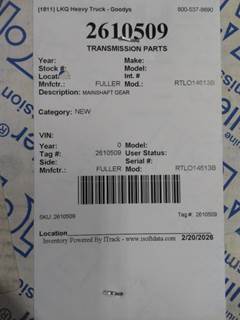 (1811) LKQ Heavy Truck - Goodys 800-537-8690
2610509
TRANSMISSION PARTS
Year: Make:
Stock #: Model:
Locat Int. #
Mnfctr.: FULLER Mod.: RTLO14613B
Description: MAINSHAFT GEAR
Category: NEW
VIN:
Year: 0 Model:
Tag #: 2610509 User Status:
Side: Serial#:
Mnfctr.: FULLER Mod.: RTLO14613B
SKU: 2610509 Tag #: 2610509
Location
Inventory Powered By ITrack - www.isoftdata.com 2/20/2026